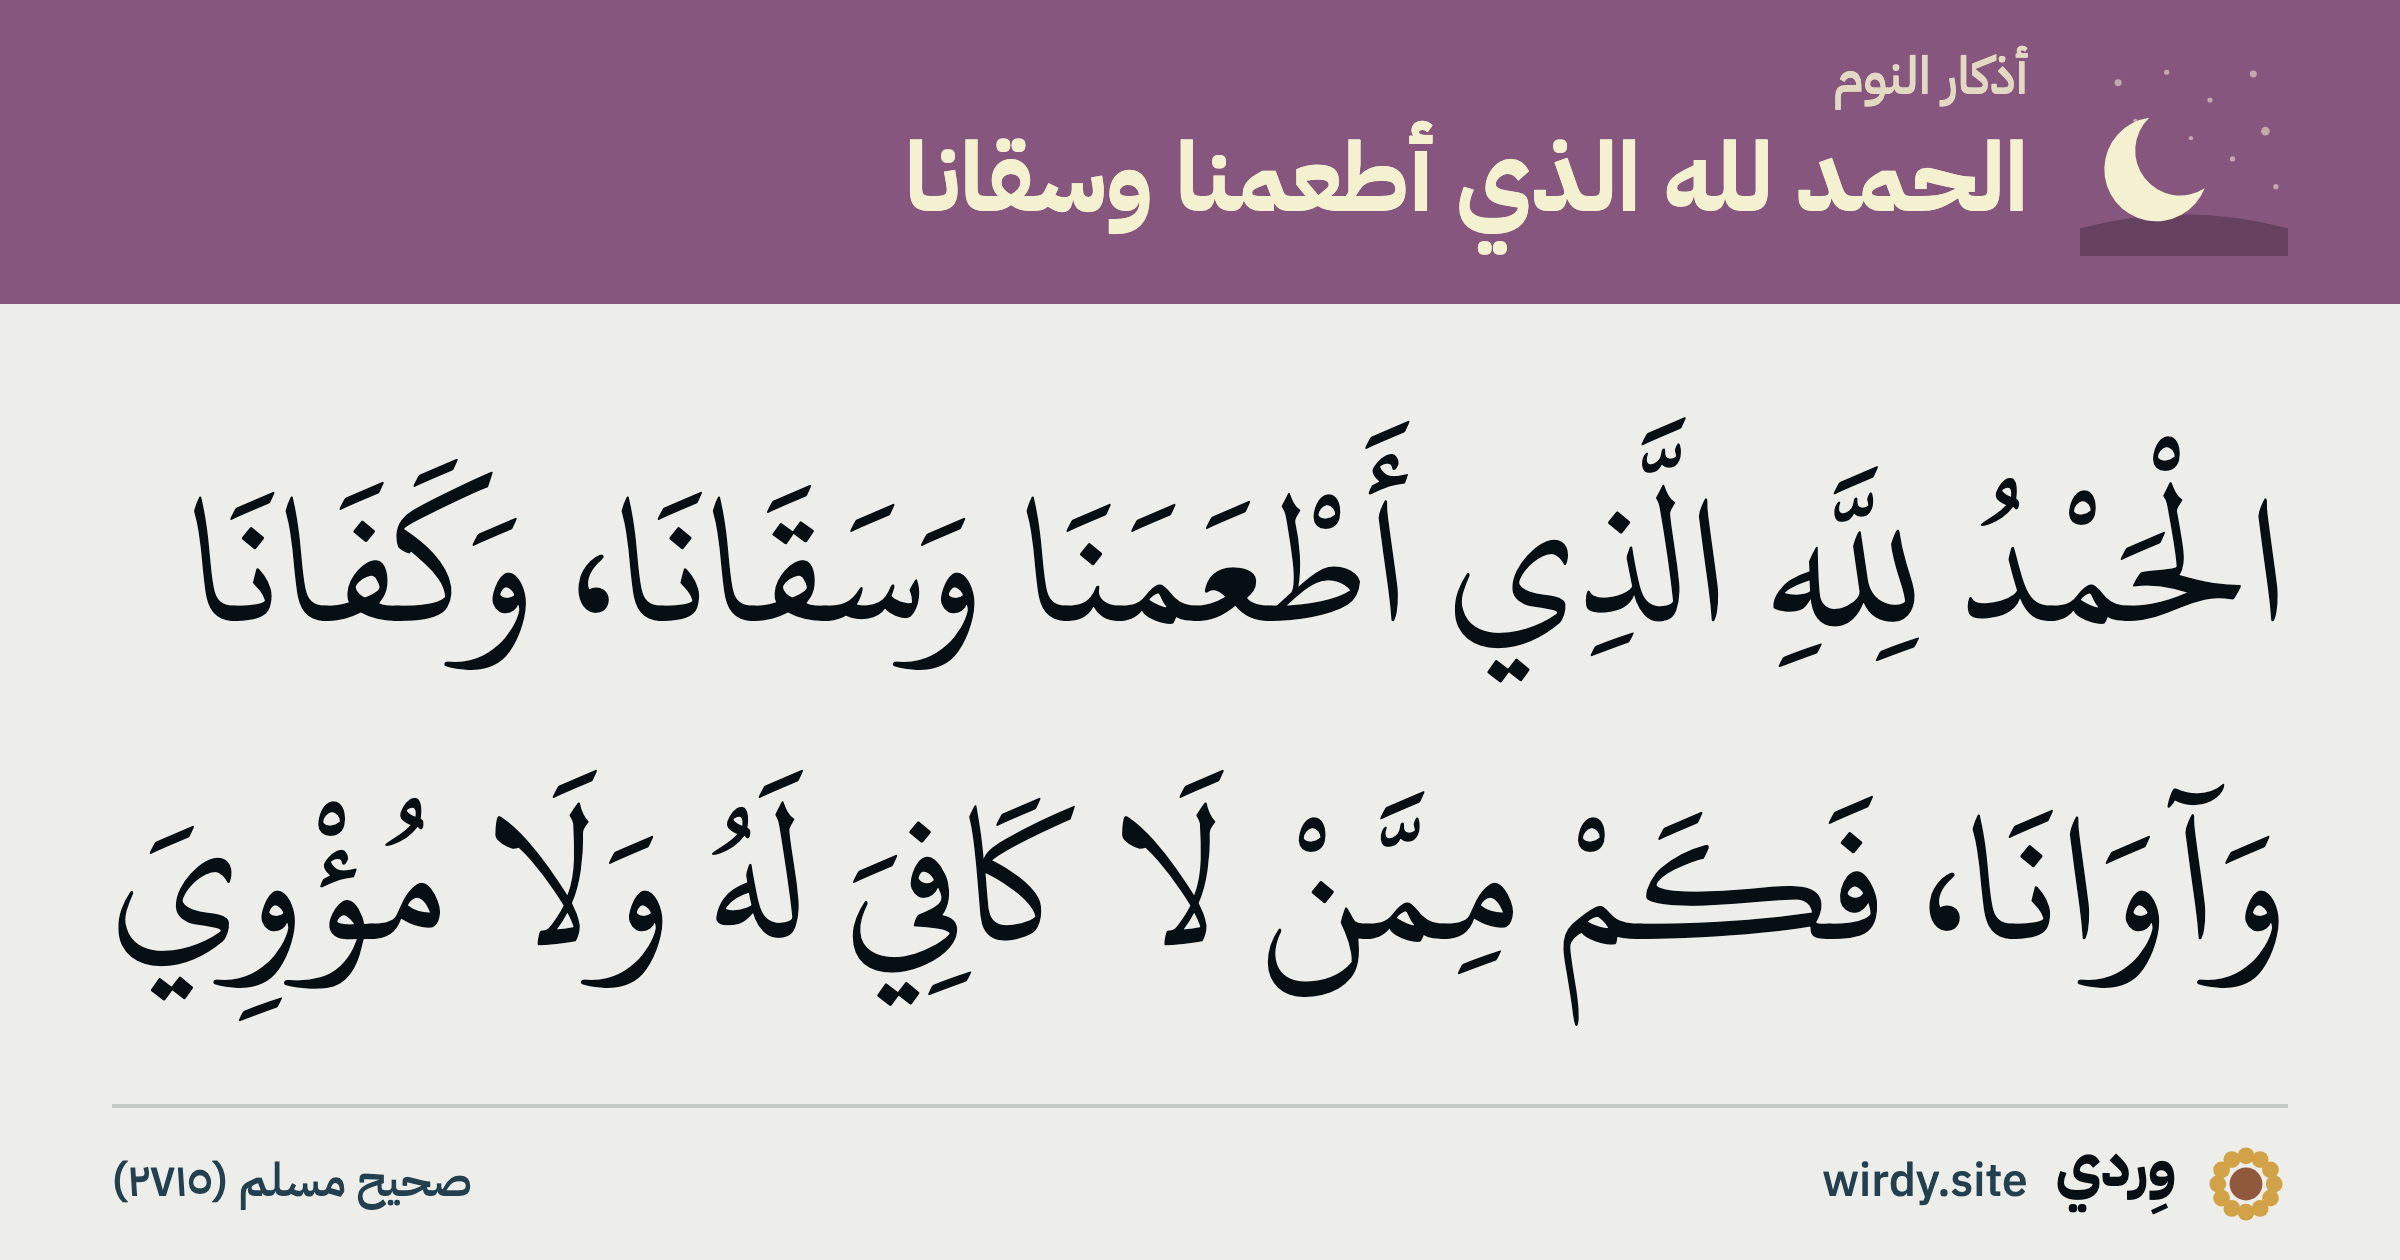 أذكار النوم
الحمد لله الذي أطعمنا وسقانا
الْحَمْدُ لِلَّهِ الَّذِي أَطْعَمَنَا وَسَقَانَا، وَكَفَانَا
وَآوَانَا، فَكَمْ مِمَّنْ لَا كَافِيَ لَهُ وَلَا مُؤْوِيَ
وِردي wirdy.site
صحيح مسلم (٢٧١٥)